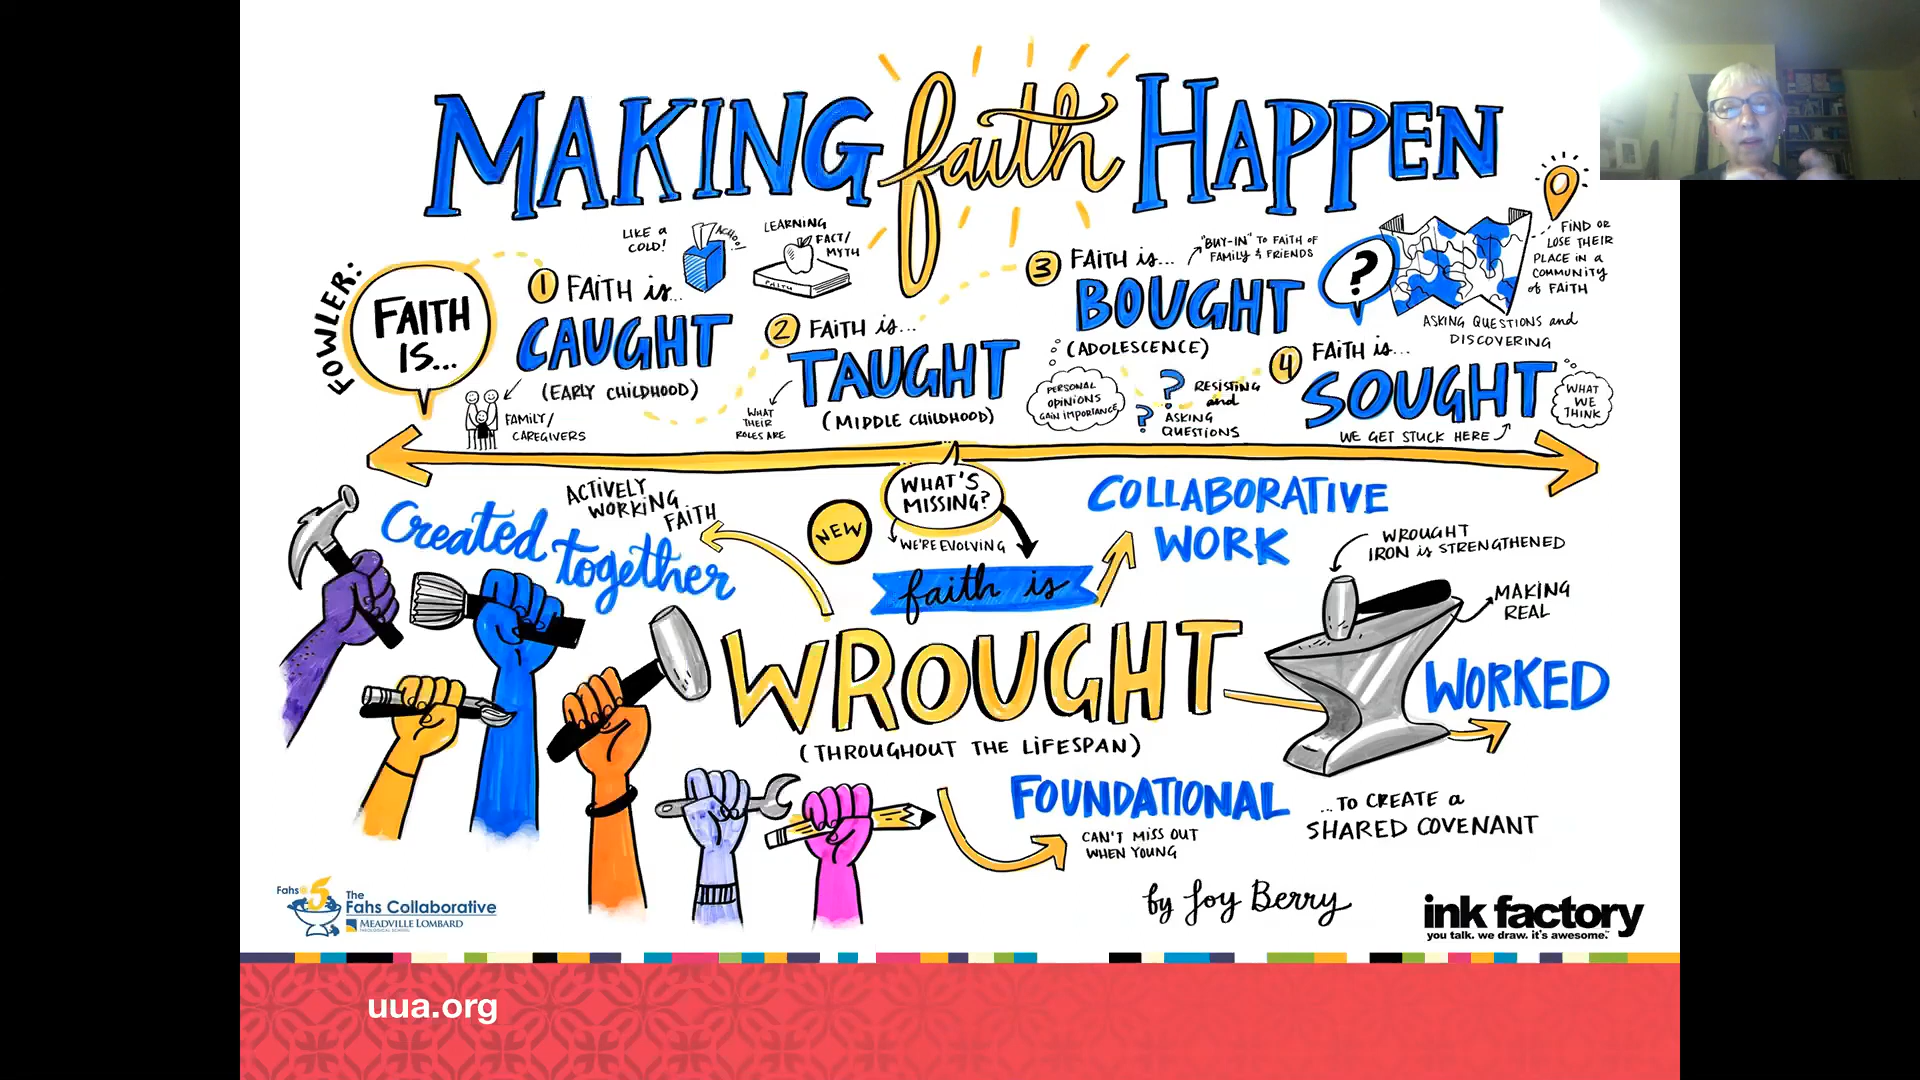 MAKING faith HAPPEN
FOWLER:
FAITH
IS...
1 FAITH is...
CAUGHT
(EARLY CHILDHOOD)
LIKE a
COLD!
ACHOO!
FAMILY/
CAREGIVERS
LEARNING
FACT/
MYTH
FAITH
2 FAITH is...
TAUGHT
(MIDDLE CHILDHOOD)
WHAT
THEIR
ROLES ARE
3 FAITH is...
BOUGHT
(ADOLESCENCE)
"BUY-IN" TO FAITH OF
FAMILY & FRIENDS
PERSONAL
OPINIONS
GAIN IMPORTANCE
?
?
RESISTING
and
ASKING
QUESTIONS
?
FIND OR
LOSE THEIR
PLACE IN a
COMMUNITY
of FAITH
ASKING QUESTIONS and
DISCOVERING
4 FAITH is...
SOUGHT
WHAT
WE
THINK
WE GET STUCK HERE
WHAT'S
MISSING?
WE'RE EVOLVING
NEW
faith is
WROUGHT
(THROUGHOUT THE LIFESPAN)
ACTIVELY
WORKING
FAITH
Created together
COLLABORATIVE
WORK
WROUGHT
IRON is STRENGTHENED
MAKING
REAL
WORKED
FOUNDATIONAL
CAN'T MISS OUT
WHEN YOUNG
...TO CREATE a
SHARED COVENANT
by Joy Berry
Fahs 5
The
Fahs Collaborative
MEADVILLE LOMBARD
THEOLOGICAL SCHOOL
ink factory
you talk. we draw. it's awesome.™
uua.org